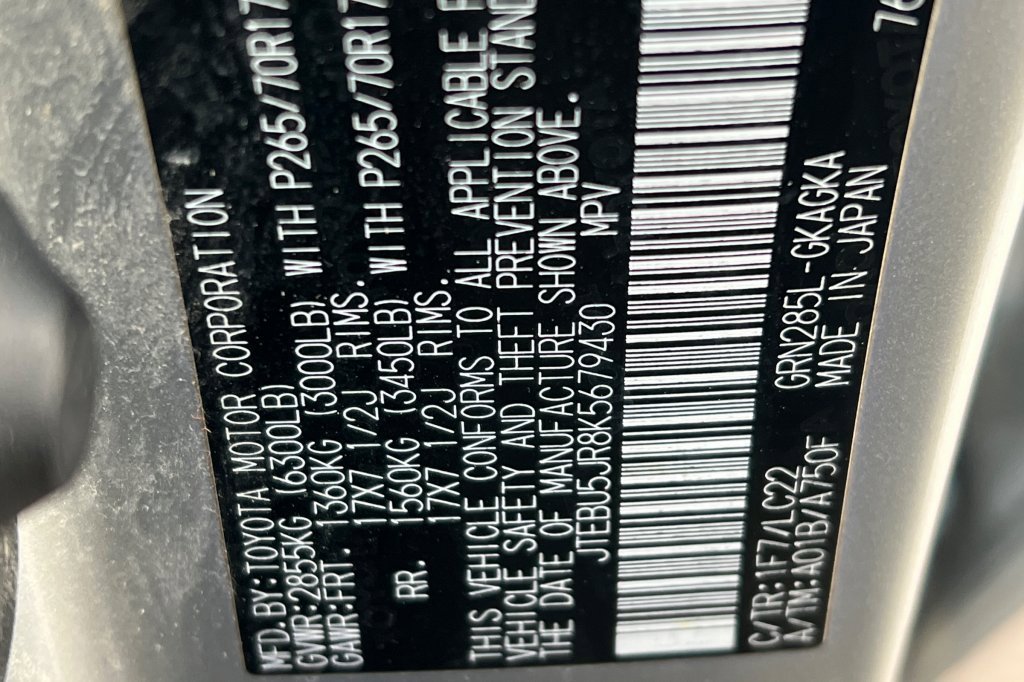 MFD.BY:TOYOTA MOTOR CORPORATION
GVWR:2855KG (6300LB)
GAWR:FRT. 1360KG (3000LB) WITH P265/70R17
17X7 1/2J RIMS.
RR. 1560KG (3450LB) WITH P265/70R17
17X7 1/2J RIMS.
THIS VEHICLE CONFORMS TO ALL APPLICABLE F
VEHICLE SAFETY AND THEFT PREVENTION STAND
THE DATE OF MANUFACTURE SHOWN ABOVE.
JTEBU5JR8K5679430 MPV
C/TR:1F7/LC22 GRN285L-GKAGKA
A/TM:A01B/A750F MADE IN JAPAN
76